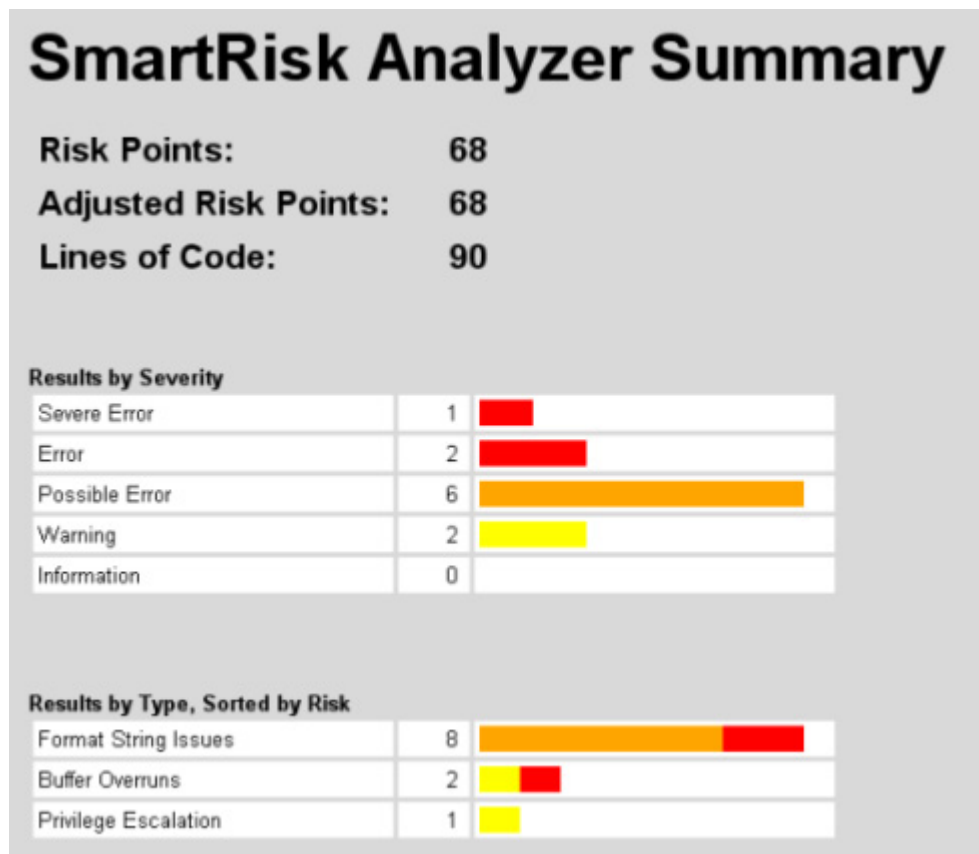 SmartRisk Analyzer Summary
Risk Points: 68
Adjusted Risk Points: 68
Lines of Code: 90
Results by Severity
Severe Error 1
Error 2
Possible Error 6
Warning 2
Information 0
Results by Type, Sorted by Risk
Format String Issues 8
Buffer Overruns 2
Privilege Escalation 1